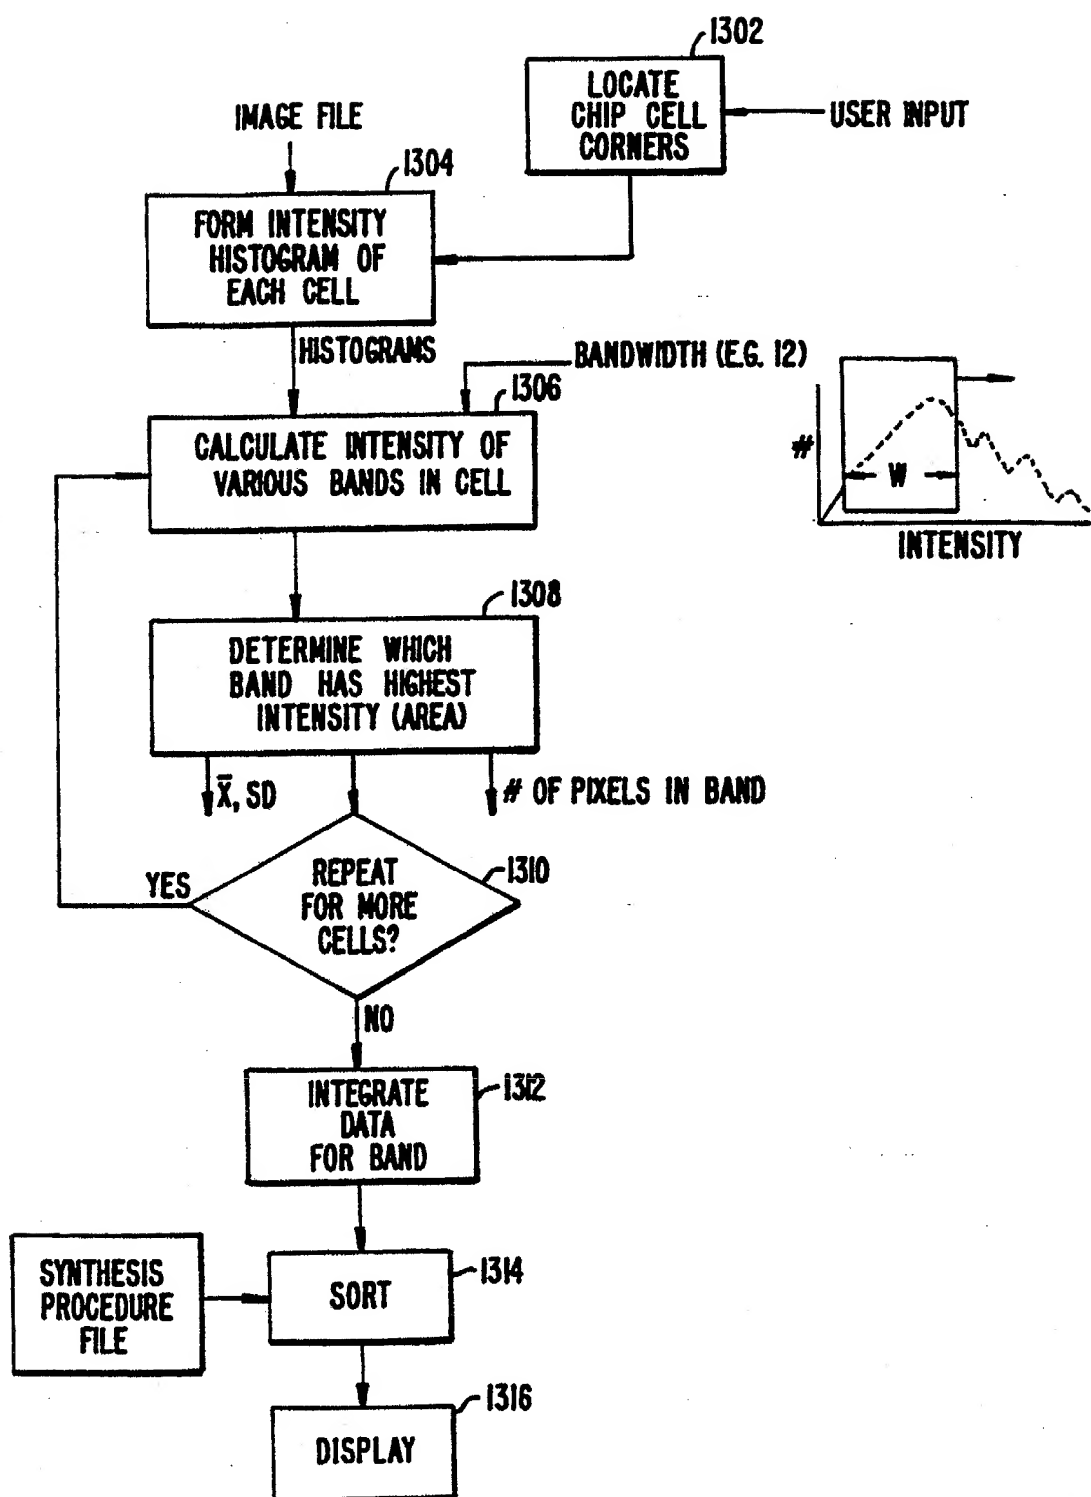 1302
LOCATE
CHIP CELL
CORNERS
USER INPUT
IMAGE FILE
1304
FORM INTENSITY
HISTOGRAM OF
EACH CELL
HISTOGRAMS
BANDWIDTH (E.G. 12)
1306
CALCULATE INTENSITY OF
VARIOUS BANDS IN CELL
#
W
INTENSITY
1308
DETERMINE WHICH
BAND HAS HIGHEST
INTENSITY (AREA)
X̄, SD
# OF PIXELS IN BAND
1310
REPEAT
FOR MORE
CELLS?
YES
NO
1312
INTEGRATE
DATA
FOR BAND
SYNTHESIS
PROCEDURE
FILE
1314
SORT
1316
DISPLAY